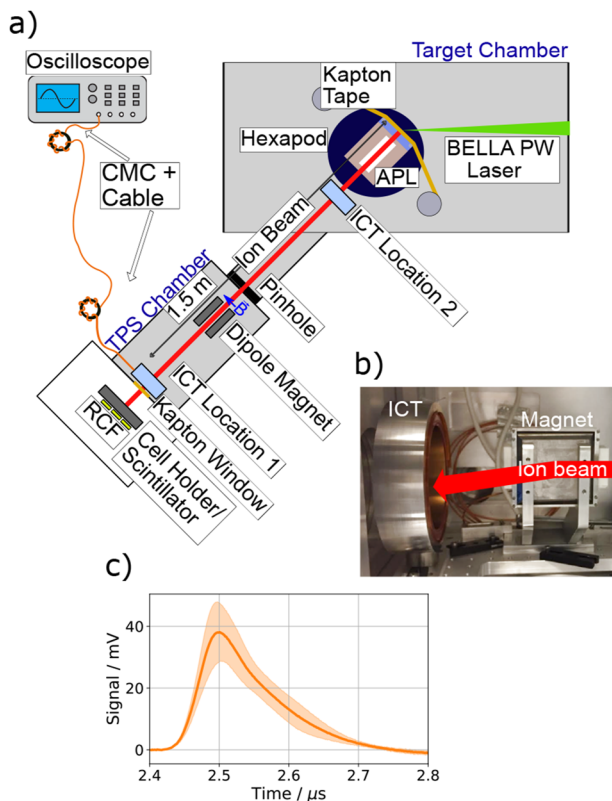 a)
Oscilloscope
CMC +
Cable
Target Chamber
Kapton
Tape
Hexapod
APL
BELLA PW
Laser
Ion Beam
ICT Location 2
Pinhole
TPS Chamber
1.5 m
B
Dipole Magnet
ICT Location 1
Kapton Window
Cell Holder/
Scintillator
RCF
b)
ICT
Magnet
Ion beam
c)
Signal / mV
40
20
0
2.4
2.5
2.6
2.7
2.8
Time / μs